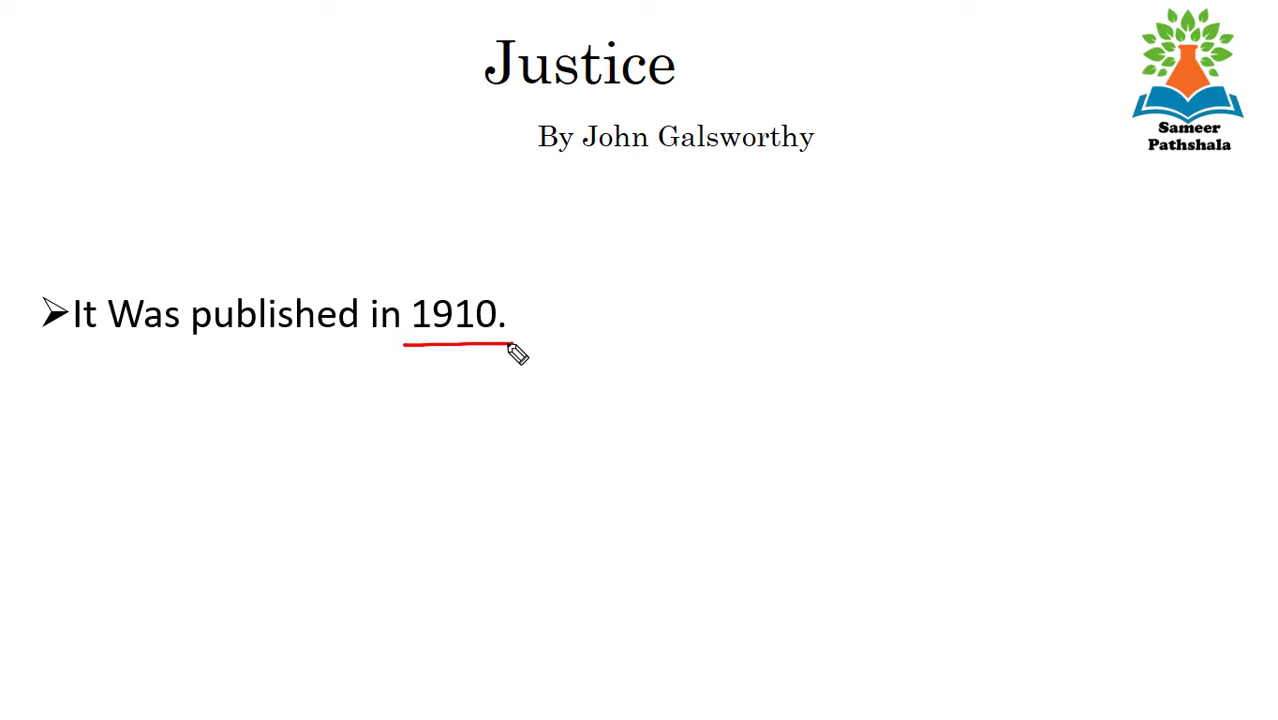 Justice
By John Galsworthy
Sameer
Pathshala
It Was published in 1910.